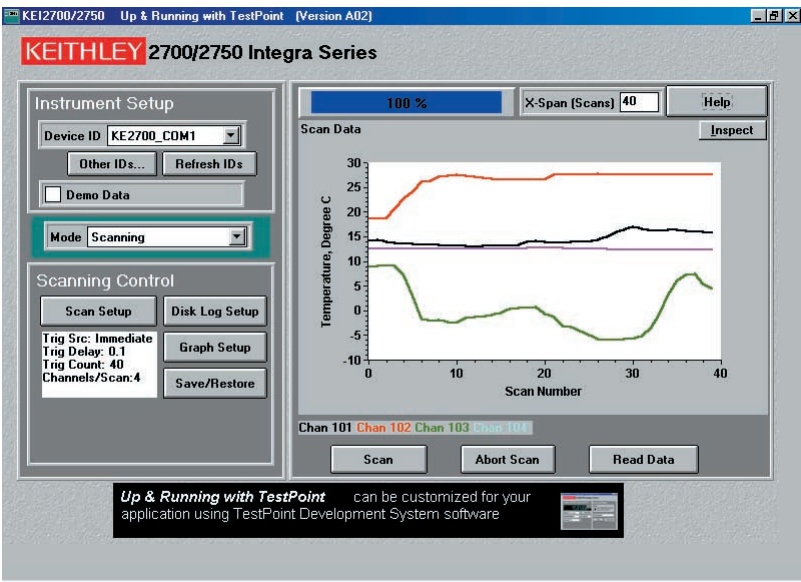 KEI2700/2750 Up & Running with TestPoint (Version A02)
KEITHLEY 2700/2750 Integra Series
Instrument Setup
Device ID KE2700_COM1
Other IDs... Refresh IDs
Demo Data
Mode Scanning
Scanning Control
Scan Setup Disk Log Setup
Trig Src: Immediate
Trig Delay: 0.1
Trig Count: 40
Channels/Scan:4
Graph Setup
Save/Restore
100 % X-Span (Scans) 40 Help
Scan Data Inspect
Temperature, Degree C
30
25
20
15
10
5
0
-5
-10
0 10 20 30 40
Scan Number
Chan 101 Chan 102 Chan 103 Chan 104
Scan Abort Scan Read Data
Up & Running with TestPoint can be customized for your
application using TestPoint Development System software